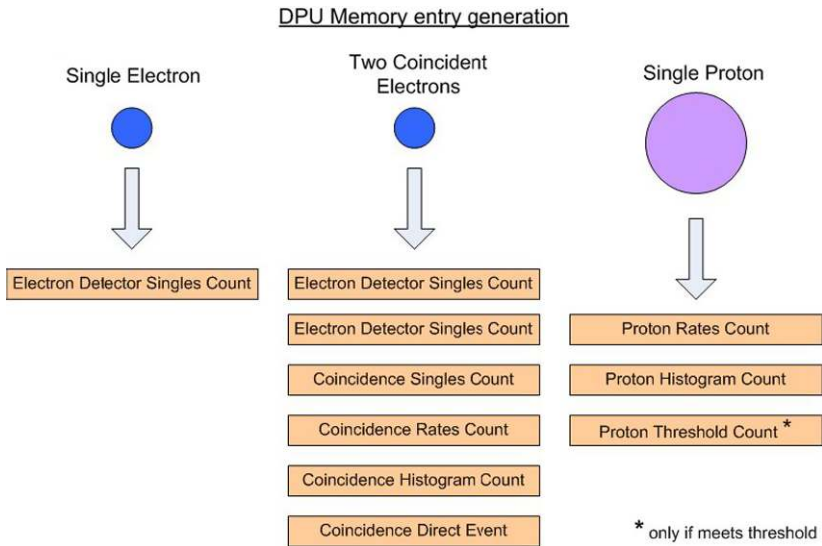 DPU Memory entry generation
Single Electron
Electron Detector Singles Count
Two Coincident
Electrons
Electron Detector Singles Count
Electron Detector Singles Count
Coincidence Singles Count
Coincidence Rates Count
Coincidence Histogram Count
Coincidence Direct Event
Single Proton
Proton Rates Count
Proton Histogram Count
Proton Threshold Count *
* only if meets threshold